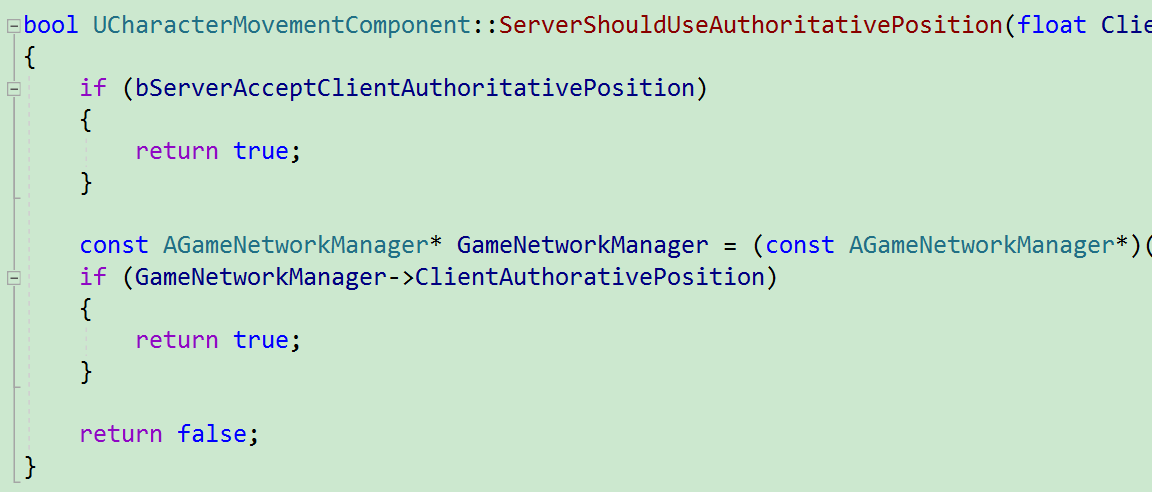 bool UCharacterMovementComponent::ServerShouldUseAuthoritativePosition(float
{
if (bServerAcceptClientAuthoritativePosition)
{
return true;
}
const AGameNetworkManager* GameNetworkManager = (const AGameNetworkManager*)(
if (GameNetworkManager->ClientAuthorativePosition)
{
return true;
}
return false;
}